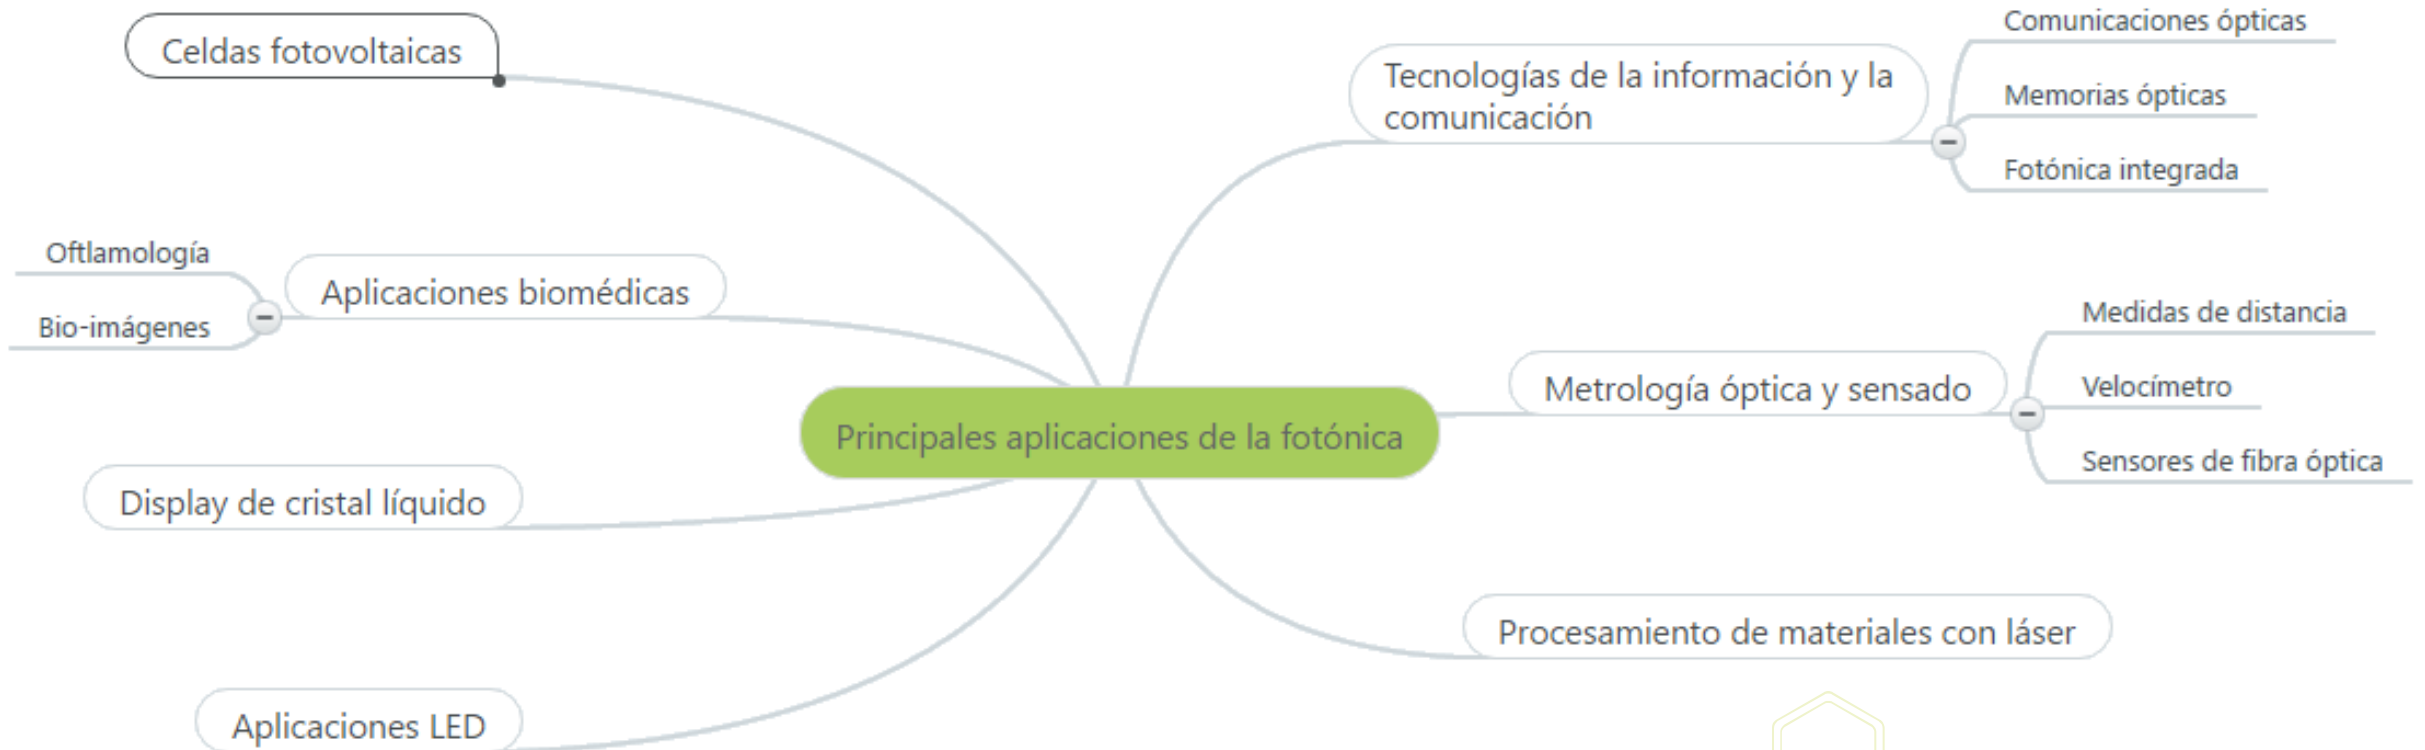 Celdas fotovoltaicas
Oftlamología
Bio-imágenes
Aplicaciones biomédicas
Display de cristal líquido
Aplicaciones LED
Principales aplicaciones de la fotónica
Tecnologías de la información y la
comunicación
Comunicaciones ópticas
Memorias ópticas
Fotónica integrada
Metrología óptica y sensado
Medidas de distancia
Velocímetro
Sensores de fibra óptica
Procesamiento de materiales con láser